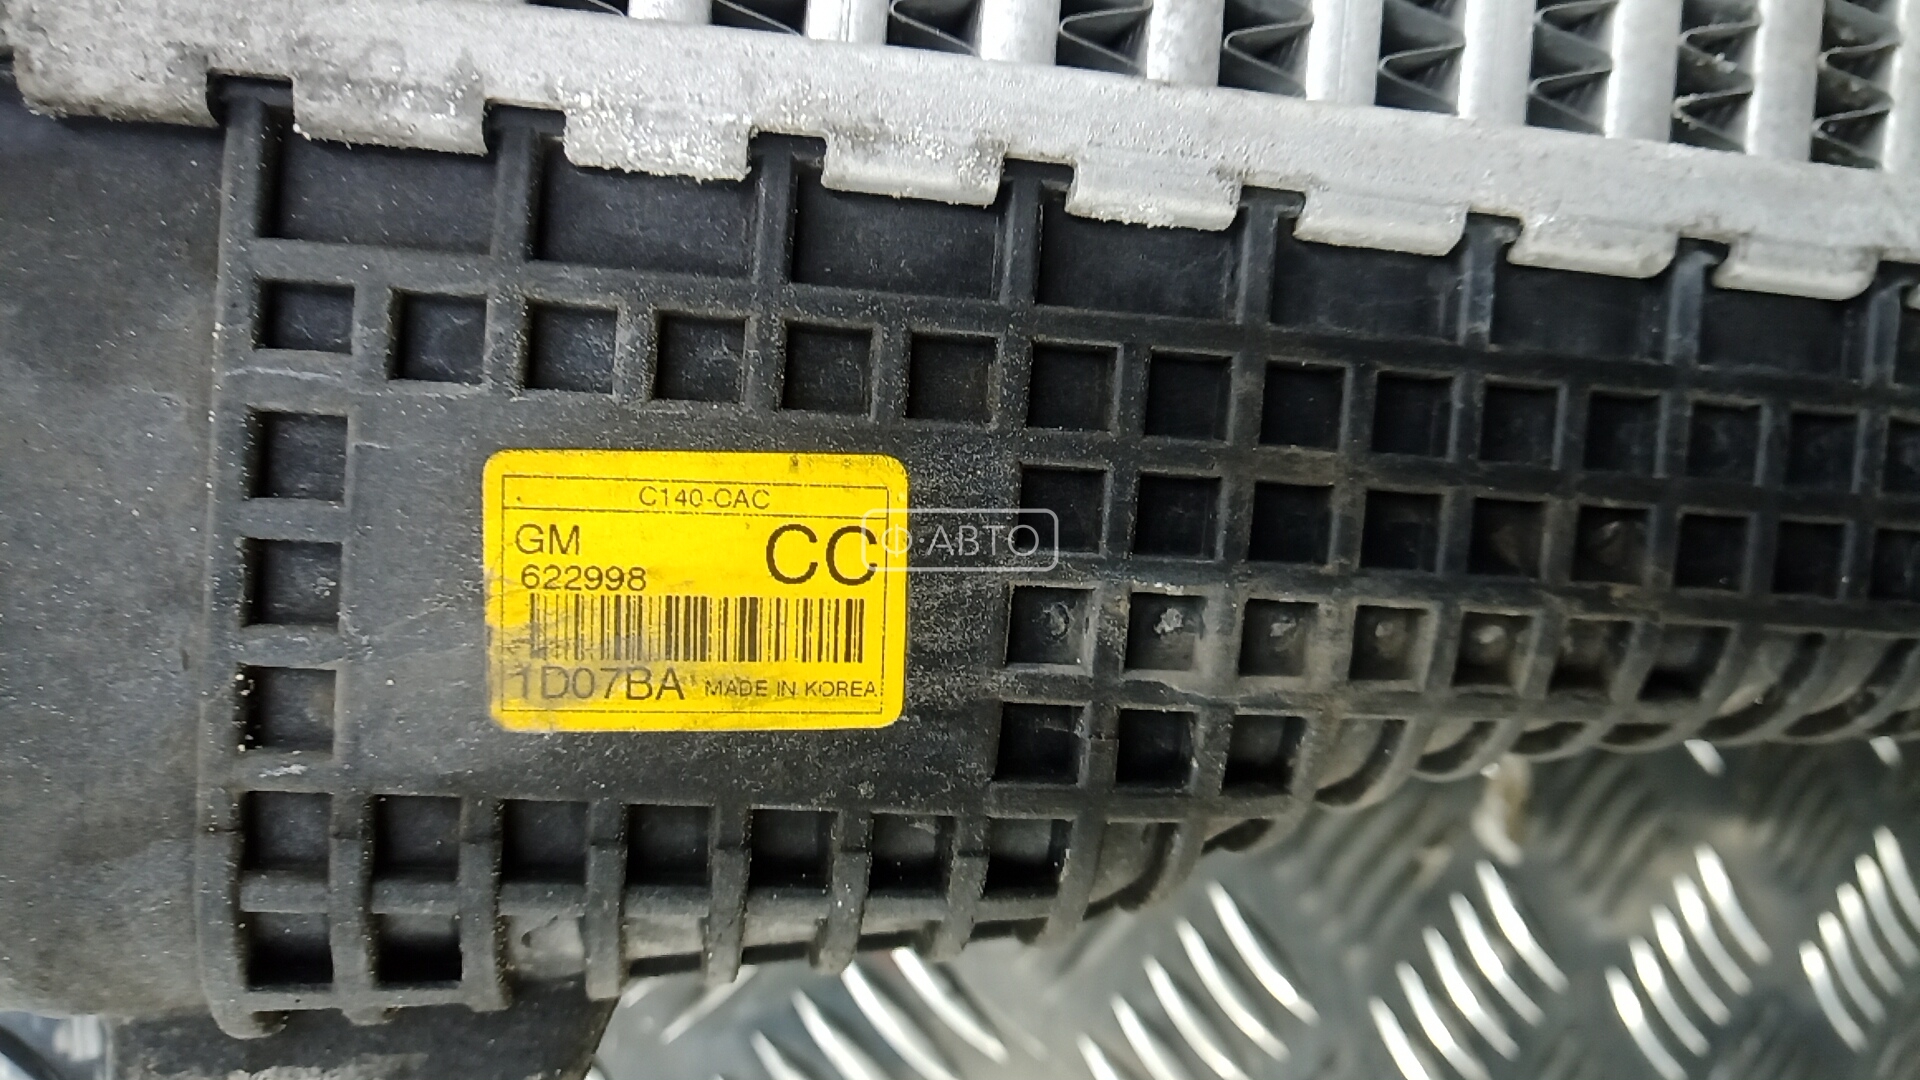 C140-CAC
GM
CC
622998
Ф АВТО
1D07BA
MADE IN KOREA